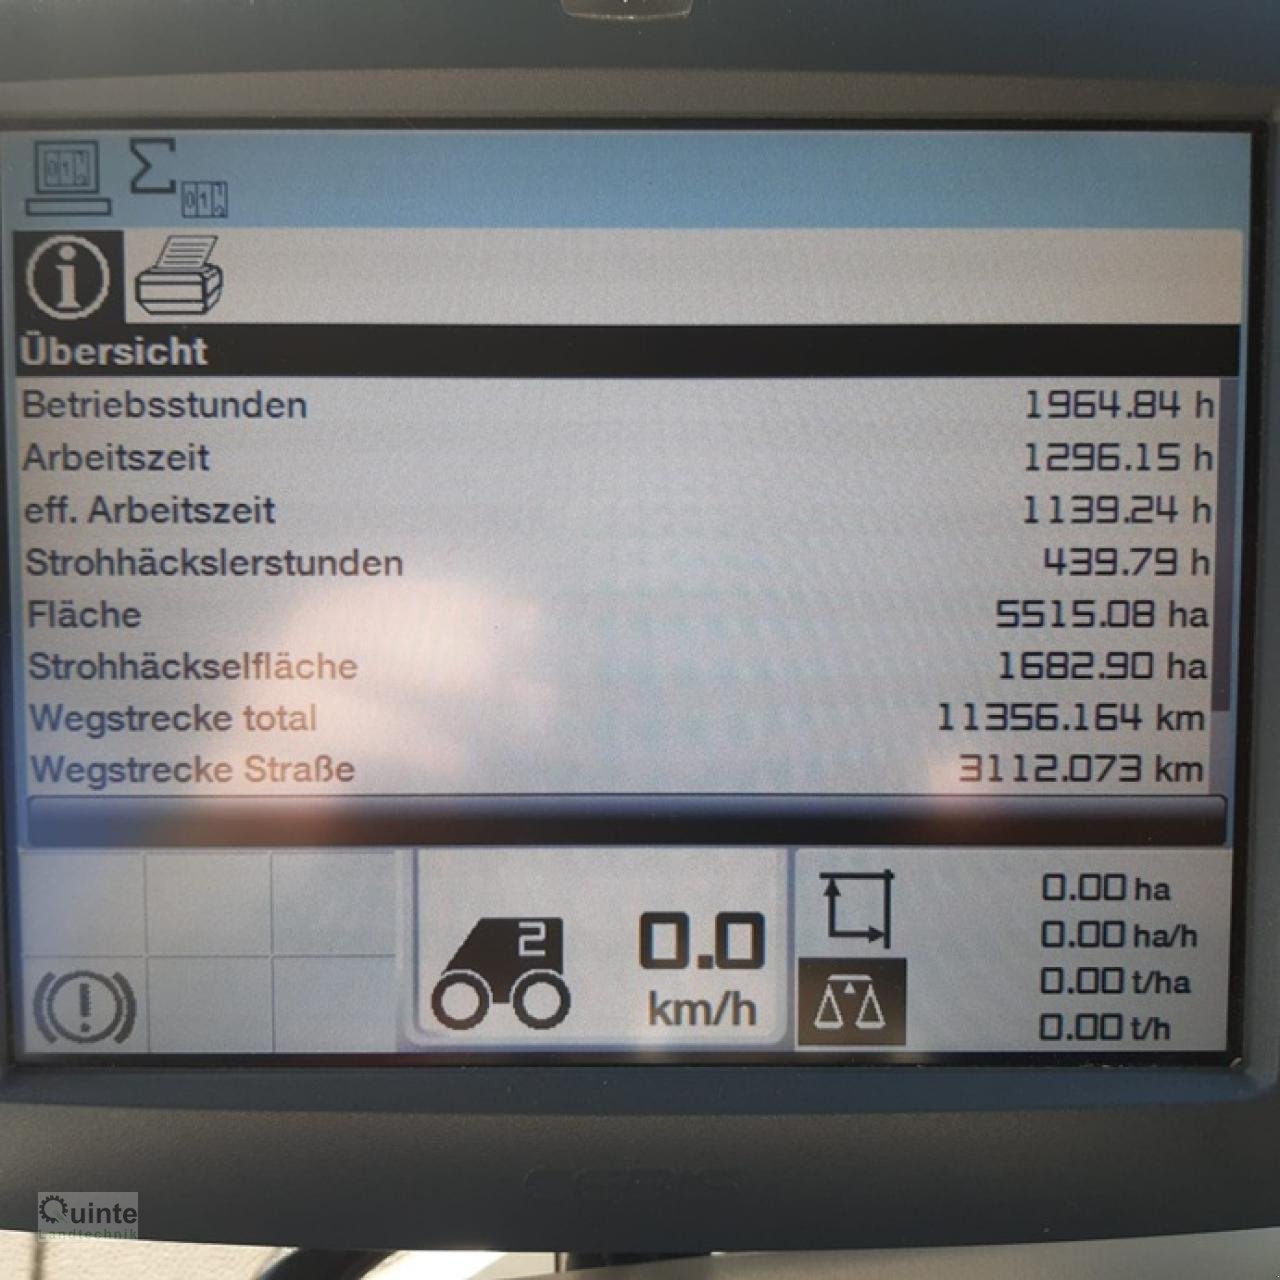 Übersicht
Betriebsstunden 1964.84 h
Arbeitszeit 1296.15 h
eff. Arbeitszeit 1139.24 h
Strohhäckslerstunden 439.79 h
Fläche 5515.08 ha
Strohhäckselfläche 1682.90 ha
Wegstrecke total 11356.164 km
Wegstrecke Straße 3112.073 km
2
0.0
km/h
0.00 ha
0.00 ha/h
0.00 t/ha
0.00 t/h
CEBIS
Quinte
Landtechnik